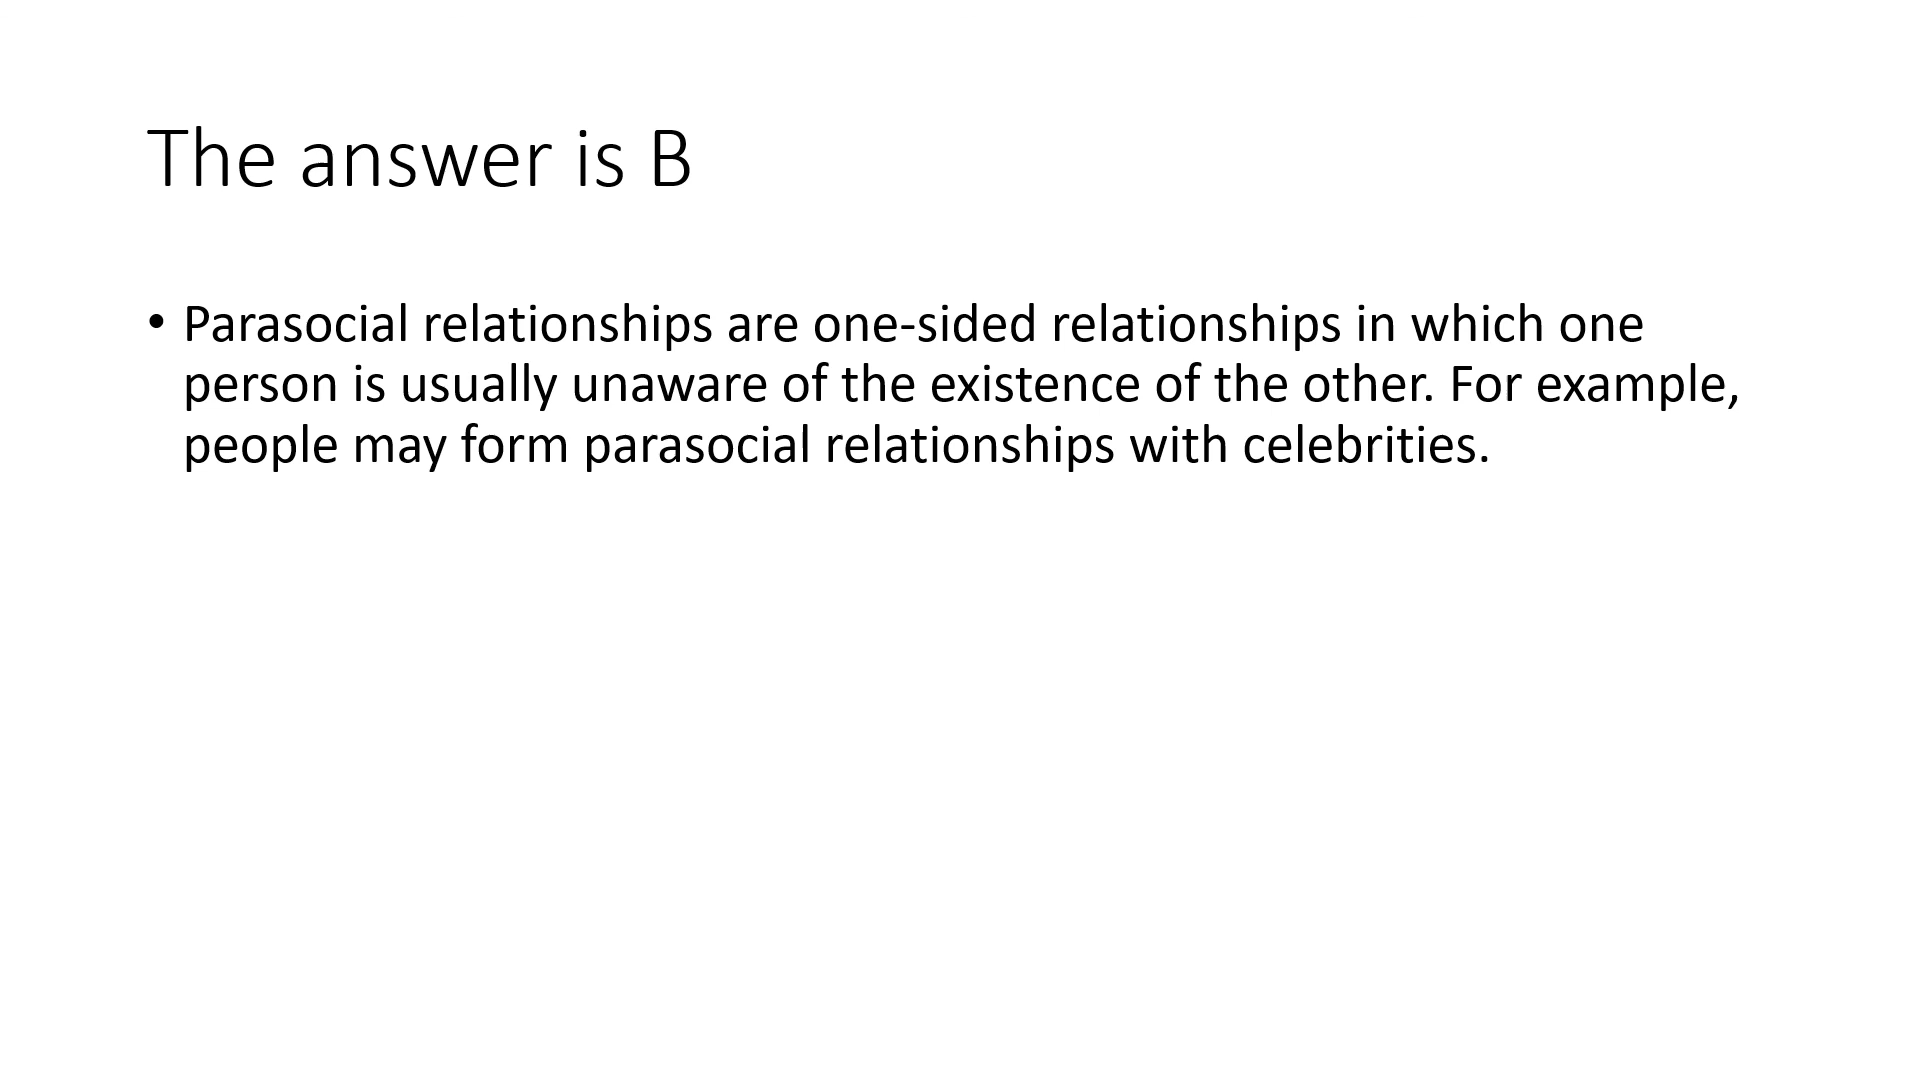 The answer is B
• Parasocial relationships are one-sided relationships in which one
person is usually unaware of the existence of the other. For example,
people may form parasocial relationships with celebrities.